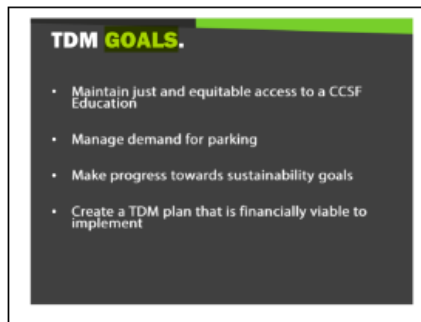 TDM GOALS.
• Maintain just and equitable access to a CCSF
Education
• Manage demand for parking
• Make progress towards sustainability goals
• Create a TDM plan that is financially viable to
implement